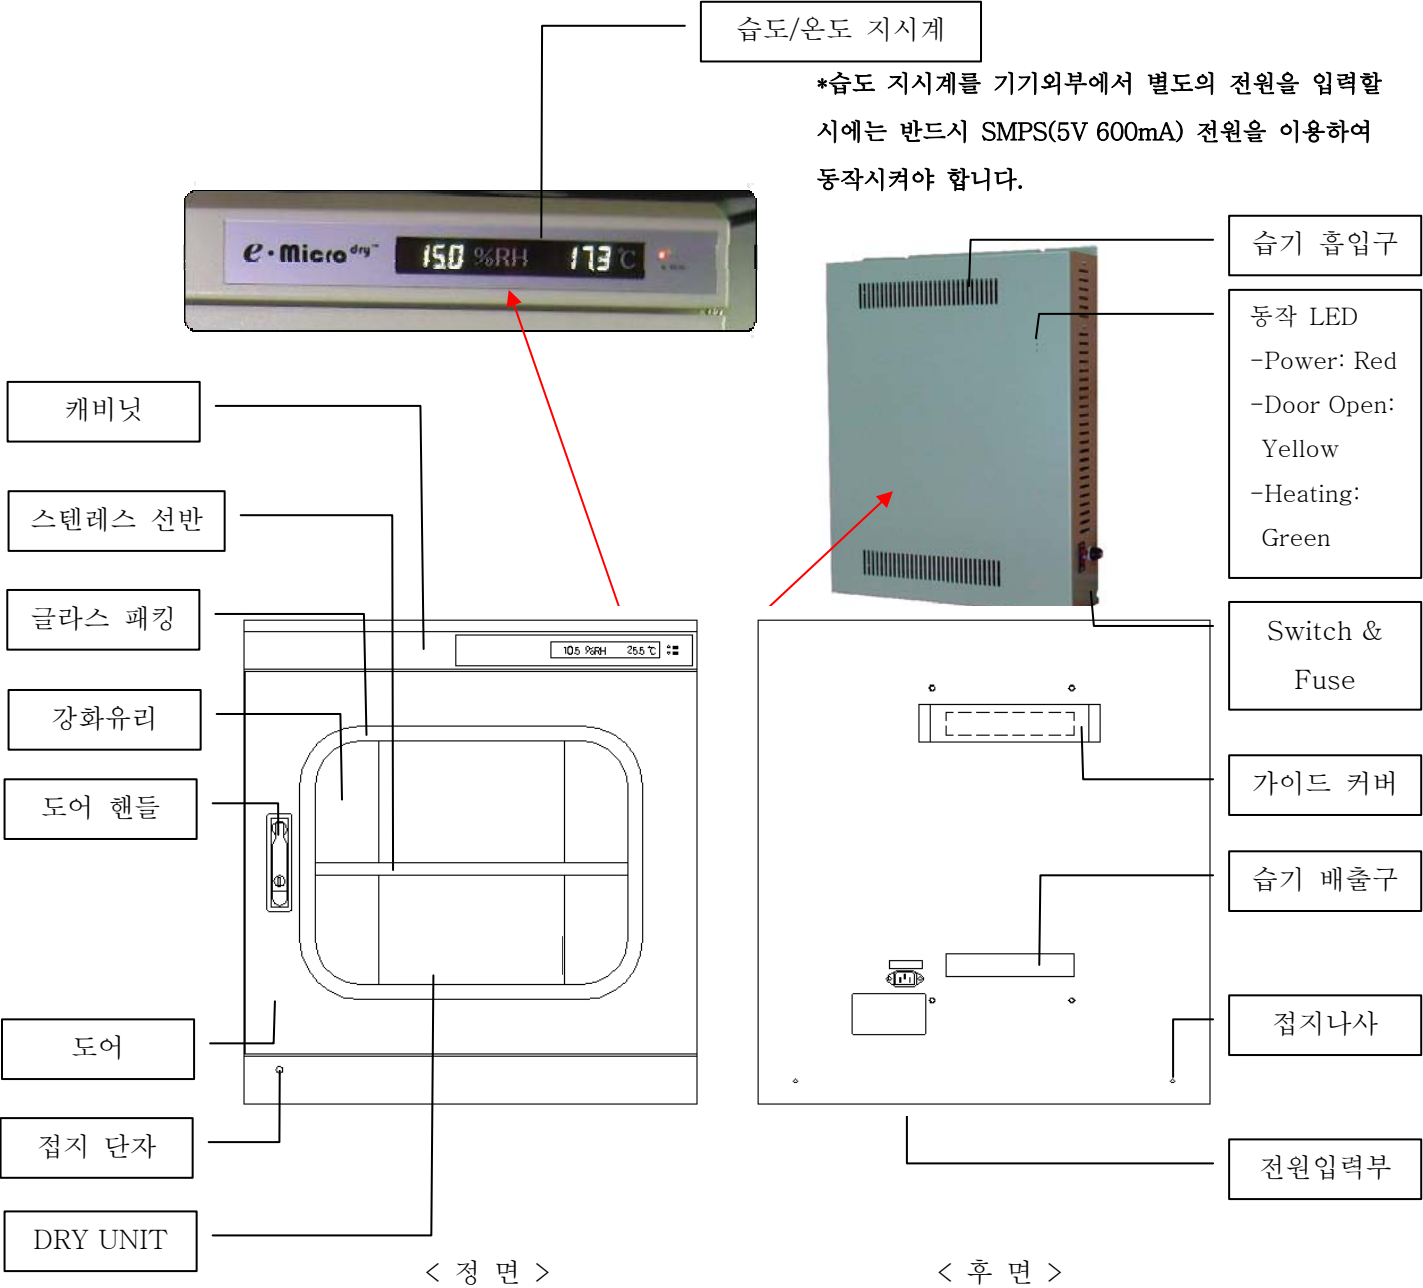 습도/온도 지시계
*습도 지시계를 기기외부에서 별도의 전원을 입력할
시에는 반드시 SMPS(5V 600mA) 전원을 이용하여
동작시켜야 합니다.
e·Micro dry™
15.0 %RH 17.3 ℃
습기 흡입구
동작 LED
-Power: Red
-Door Open:
Yellow
-Heating:
Green
캐비닛
스텐레스 선반
글라스 패킹
강화유리
도어 핸들
도어
접지 단자
DRY UNIT
10.5 %RH 25.5 ℃
Switch &
Fuse
가이드 커버
습기 배출구
접지나사
전원입력부
< 정 면 >
< 후 면 >